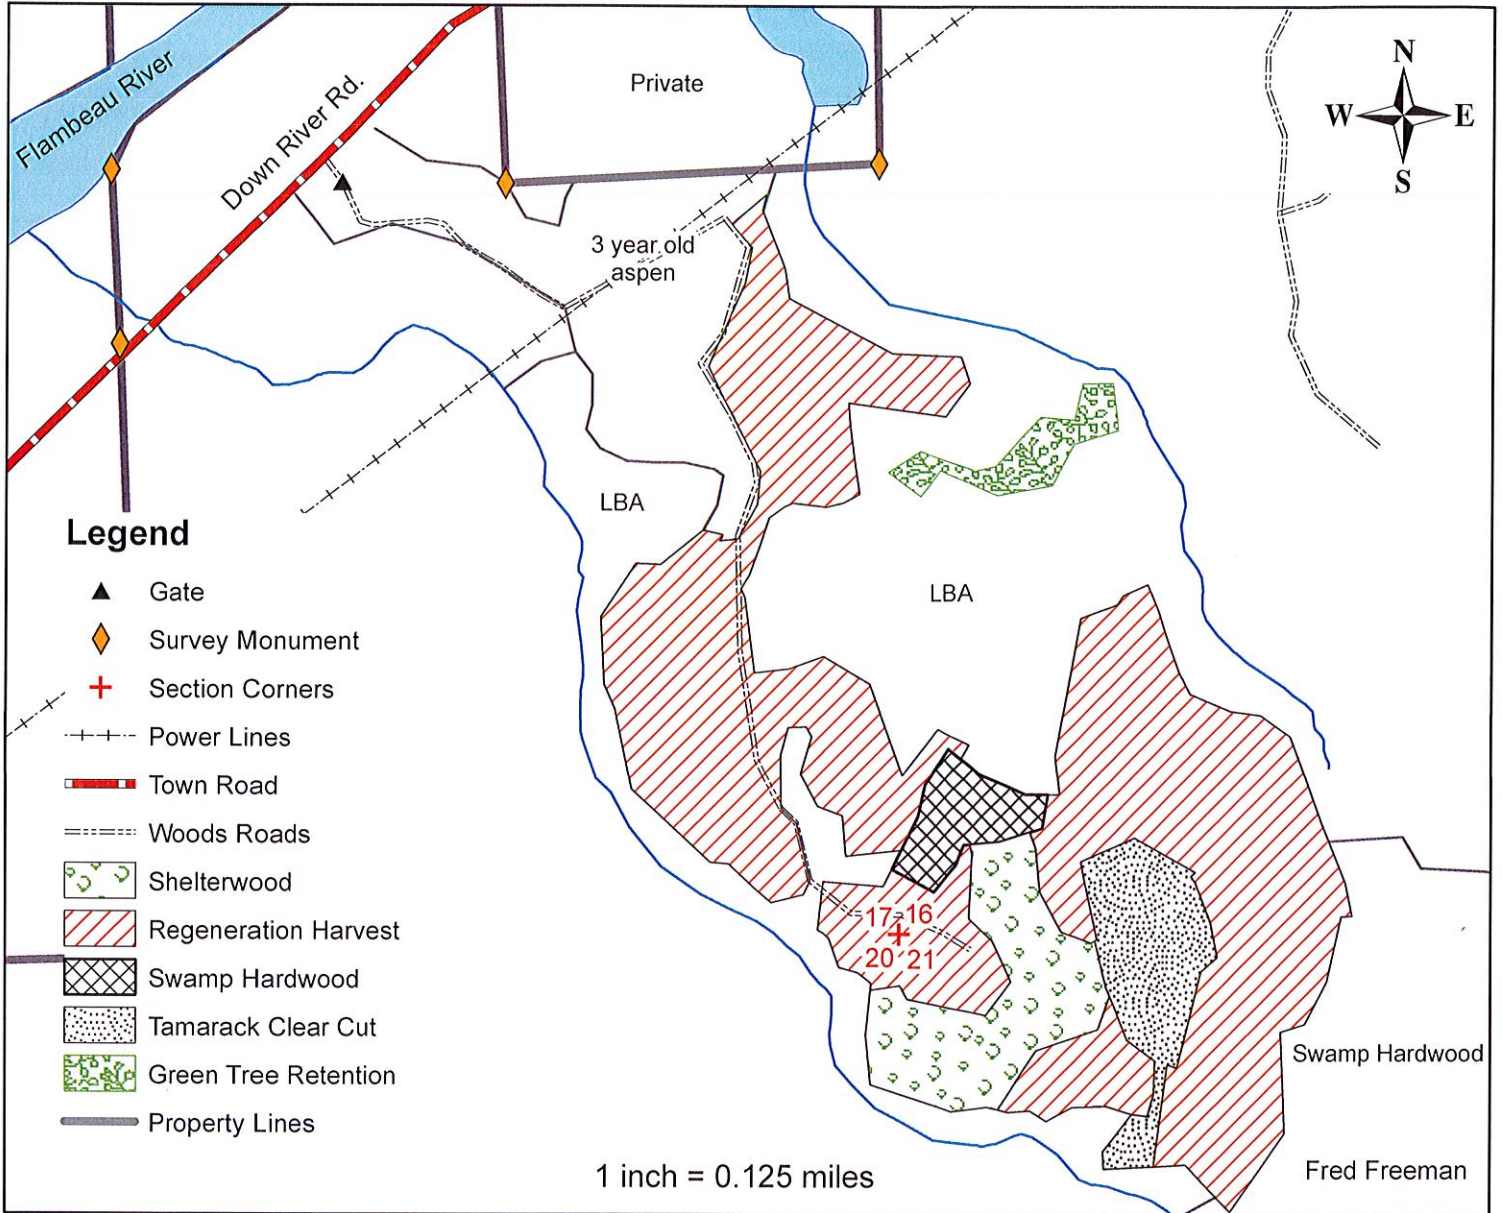 Flambeau River
Down River Rd.
Private
N
W E
S
3 year old
aspen
LBA
LBA
Legend
Gate
Survey Monument
Section Corners
Power Lines
Town Road
Woods Roads
Shelterwood
Regeneration Harvest
Swamp Hardwood
Tamarack Clear Cut
Green Tree Retention
Property Lines
17 16
20 21
Swamp Hardwood
Fred Freeman
1 inch = 0.125 miles